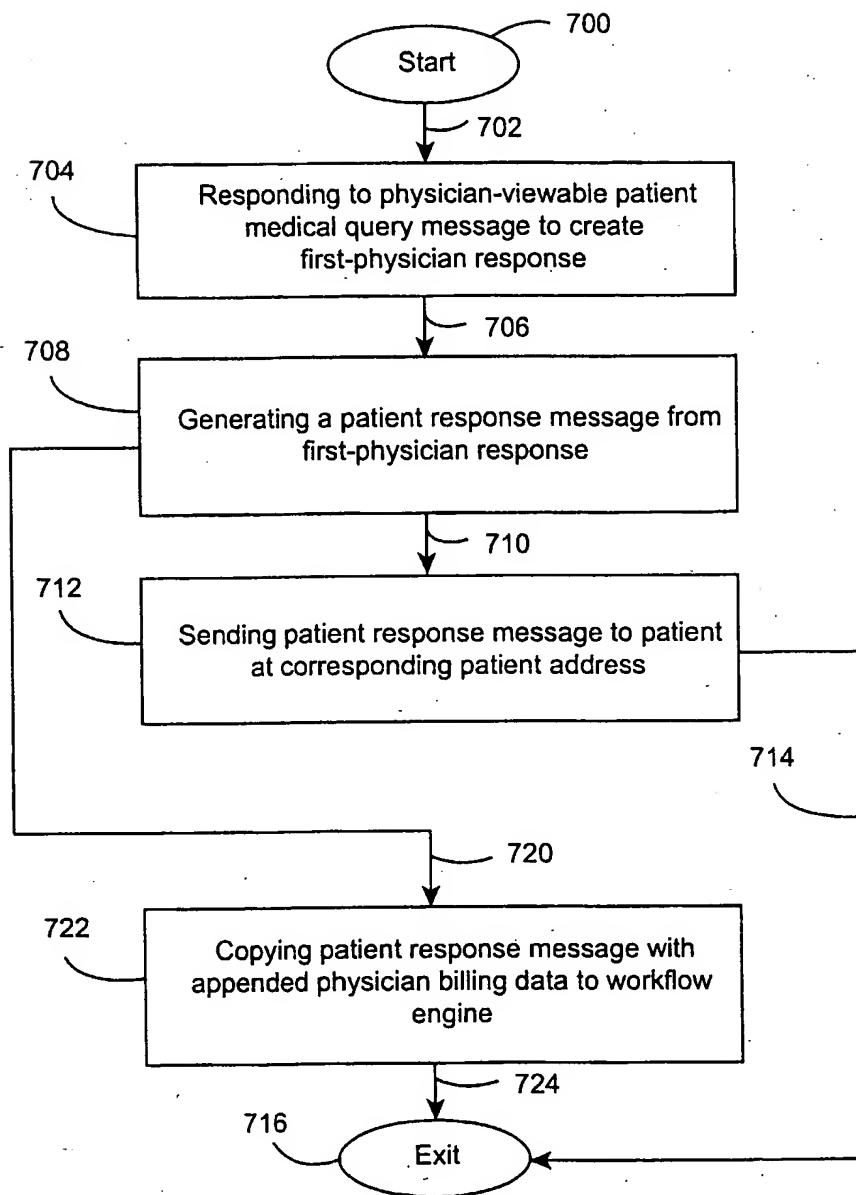 700
Start
702
704
Responding to physician-viewable patient
medical query message to create
first-physician response
706
708
Generating a patient response message from
first-physician response
710
712
Sending patient response message to patient
at corresponding patient address
714
720
722
Copying patient response message with
appended physician billing data to workflow
engine
724
716
Exit